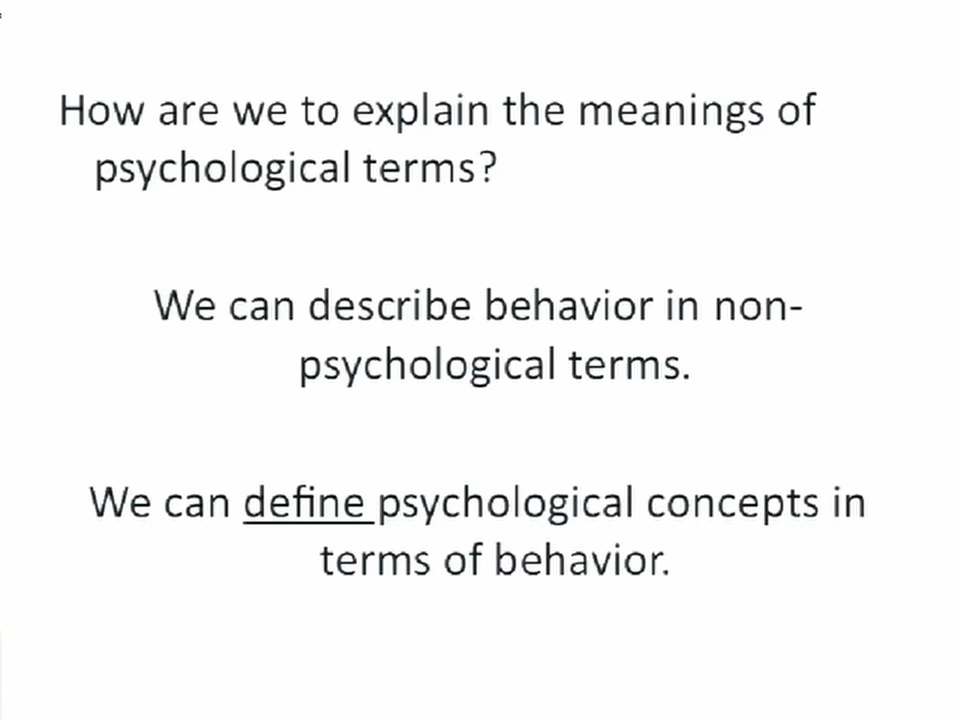 How are we to explain the meanings of
psychological terms?
We can describe behavior in non-
psychological terms.
We can define psychological concepts in
terms of behavior.